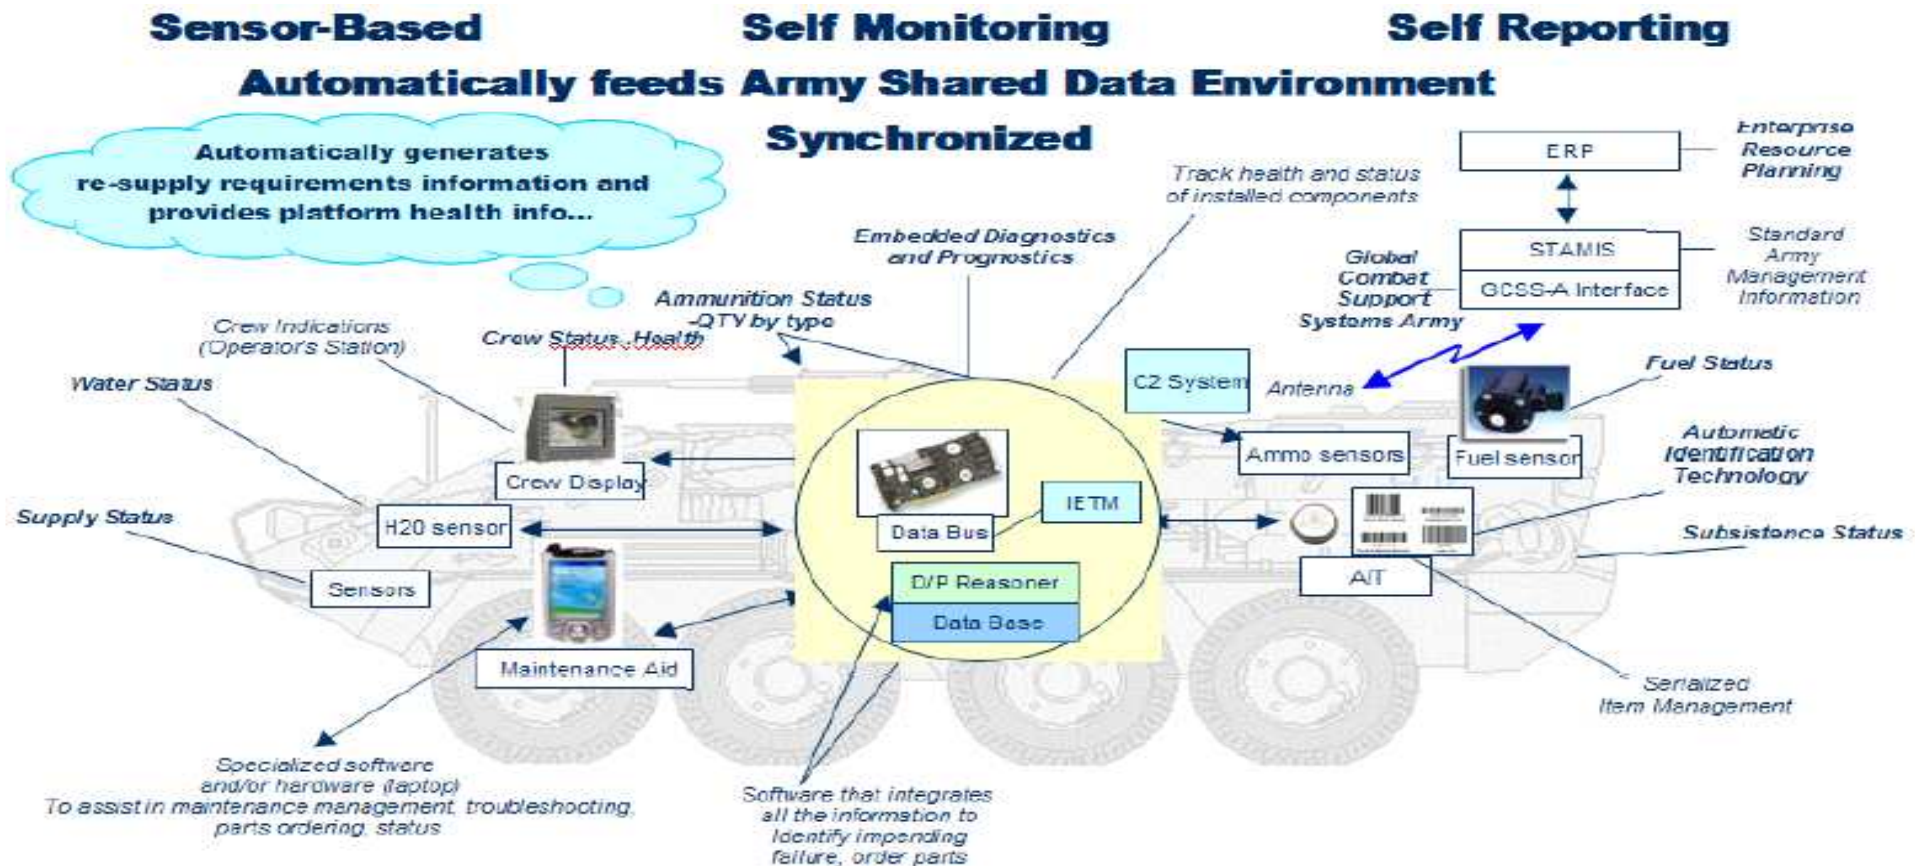 Sensor-Based
Self Monitoring
Self Reporting
Automatically feeds Army Shared Data Environment
Synchronized
Automatically generates
re-supply requirements information and
provides platform health info...
Track health and status
of installed components
ERP
Enterprise
Resource
Planning
Embedded Diagnostics
and Prognostics
STAMIS
GCSS-A Interface
Standard
Army
Management
Information
Global
Combat
Support
Systems Army
Ammunition Status
-QTY by type
Crew Indications
(Operator's Station)
Crew Status, Health
Water Status
C2 System
Antenna
Fuel Status
Ammo sensors
Fuel sensor
Automatic
Identification
Technology
Crew Display
Supply Status
H20 sensor
Data Bus
IETM
Subsistence Status
Sensors
D/P Reasoner
Data Base
AIT
Maintenance Aid
Serialized
Item Management
Specialized software
and/or hardware (laptop)
To assist in maintenance management, troubleshooting,
parts ordering, status
Software that integrates
all the information to
Identify impending
failure, order parts